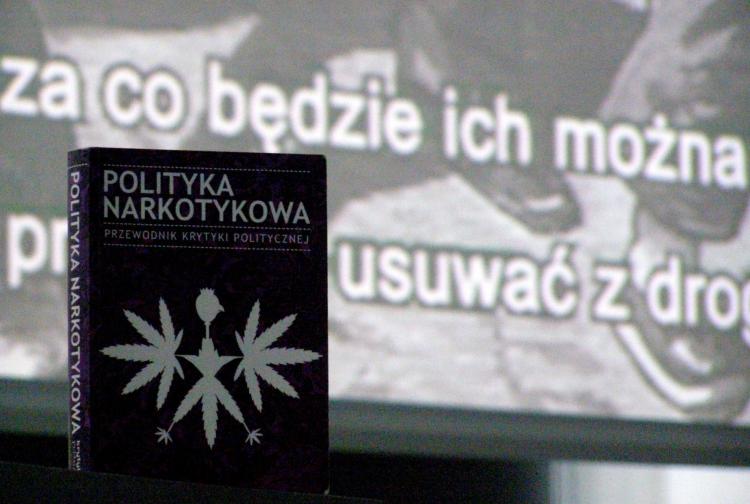 za co będzie ich można
usuwać z
POLITYKA
NARKOTYKOWA
PRZEWODNIK KRYTYKI POLITYCZNEJ
POLITYKA NARKOTYKOWA